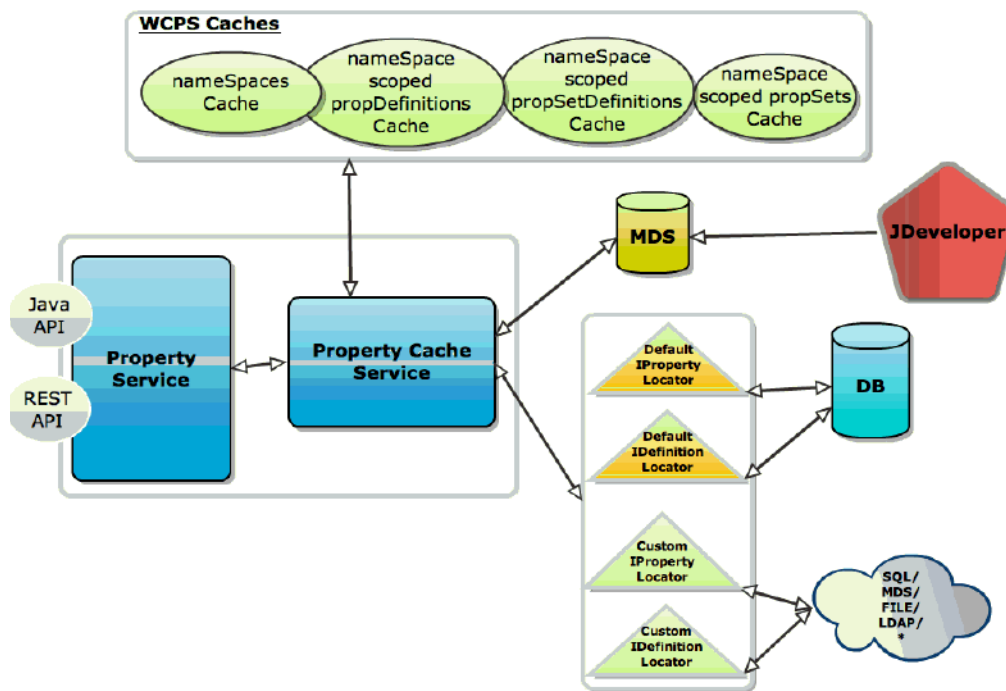 WCPS Caches
nameSpaces
Cache
nameSpace
scoped
propDefinitions
Cache
nameSpace
scoped
propSetDefinitions
Cache
nameSpace
scoped propSets
Cache
MDS
JDeveloper
Java
API
REST
API
Property
Service
Property Cache
Service
Default
IProperty
Locator
Default
IDefinition
Locator
DB
Custom
IProperty
Locator
Custom
IDefinition
Locator
SQL/
MDS/
FILE/
LDAP/
*